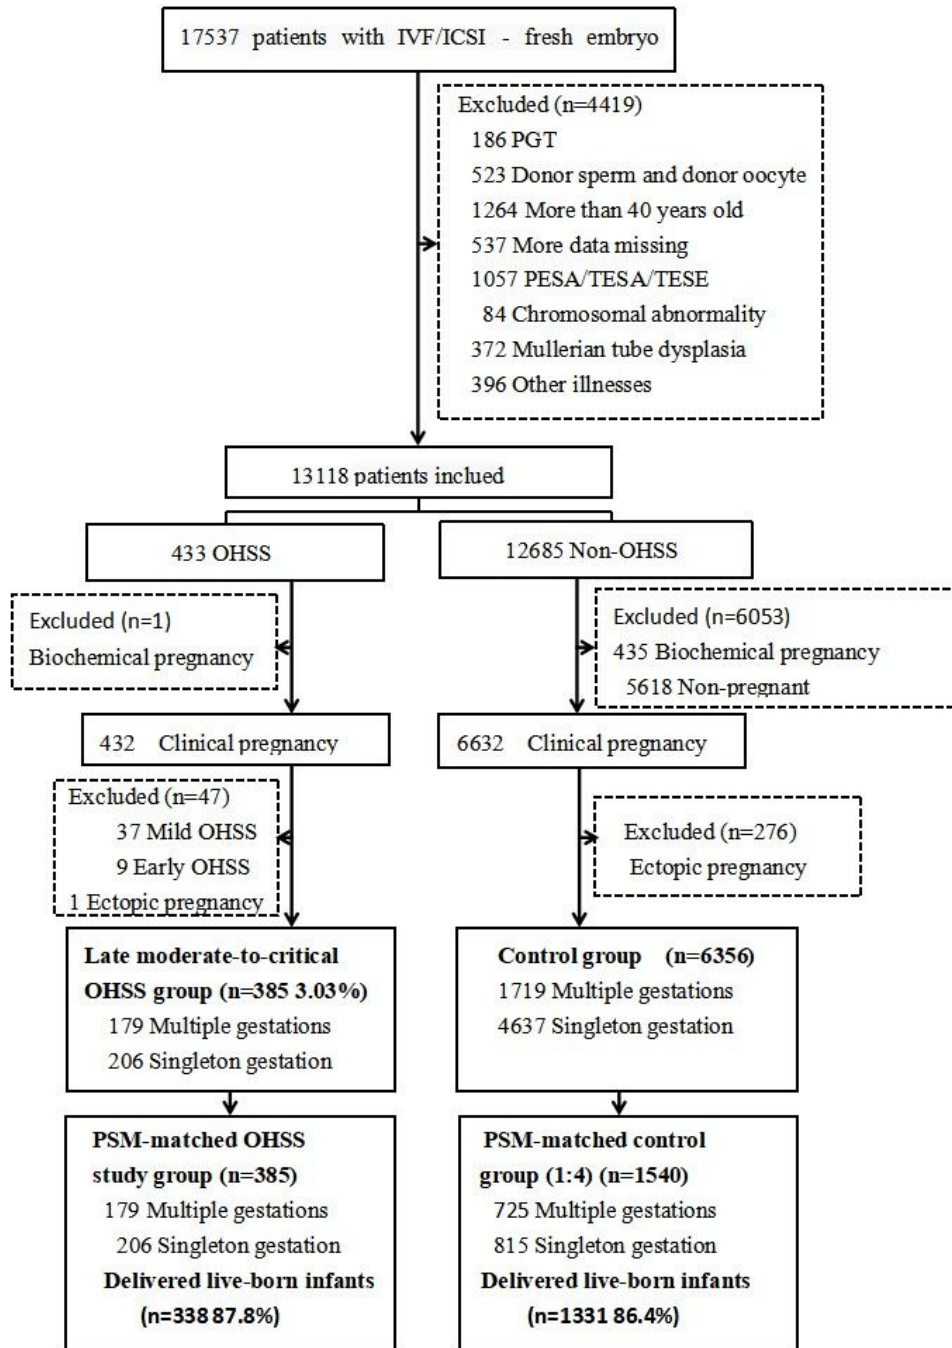 17537 patients with IVF/ICSI - fresh embryo
Excluded (n=4419)
186 PGT
523 Donor sperm and donor oocyte
1264 More than 40 years old
537 More data missing
1057 PESA/TESA/TESE
84 Chromosomal abnormality
372 Mullerian tube dysplasia
396 Other illnesses
13118 patients inclued
433 OHSS
12685 Non-OHSS
Excluded (n=1)
Biochemical pregnancy
Excluded (n=6053)
435 Biochemical pregnancy
5618 Non-pregnant
432 Clinical pregnancy
6632 Clinical pregnancy
Excluded (n=47)
37 Mild OHSS
9 Early OHSS
1 Ectopic pregnancy
Excluded (n=276)
Ectopic pregnancy
Late moderate-to-critical
OHSS group (n=385 3.03%)
179 Multiple gestations
206 Singleton gestation
Control group (n=6356)
1719 Multiple gestations
4637 Singleton gestation
PSM-matched OHSS
study group (n=385)
179 Multiple gestations
206 Singleton gestation
Delivered live-born infants
(n=338 87.8%)
PSM-matched control
group (1:4) (n=1540)
725 Multiple gestations
815 Singleton gestation
Delivered live-born infants
(n=1331 86.4%)